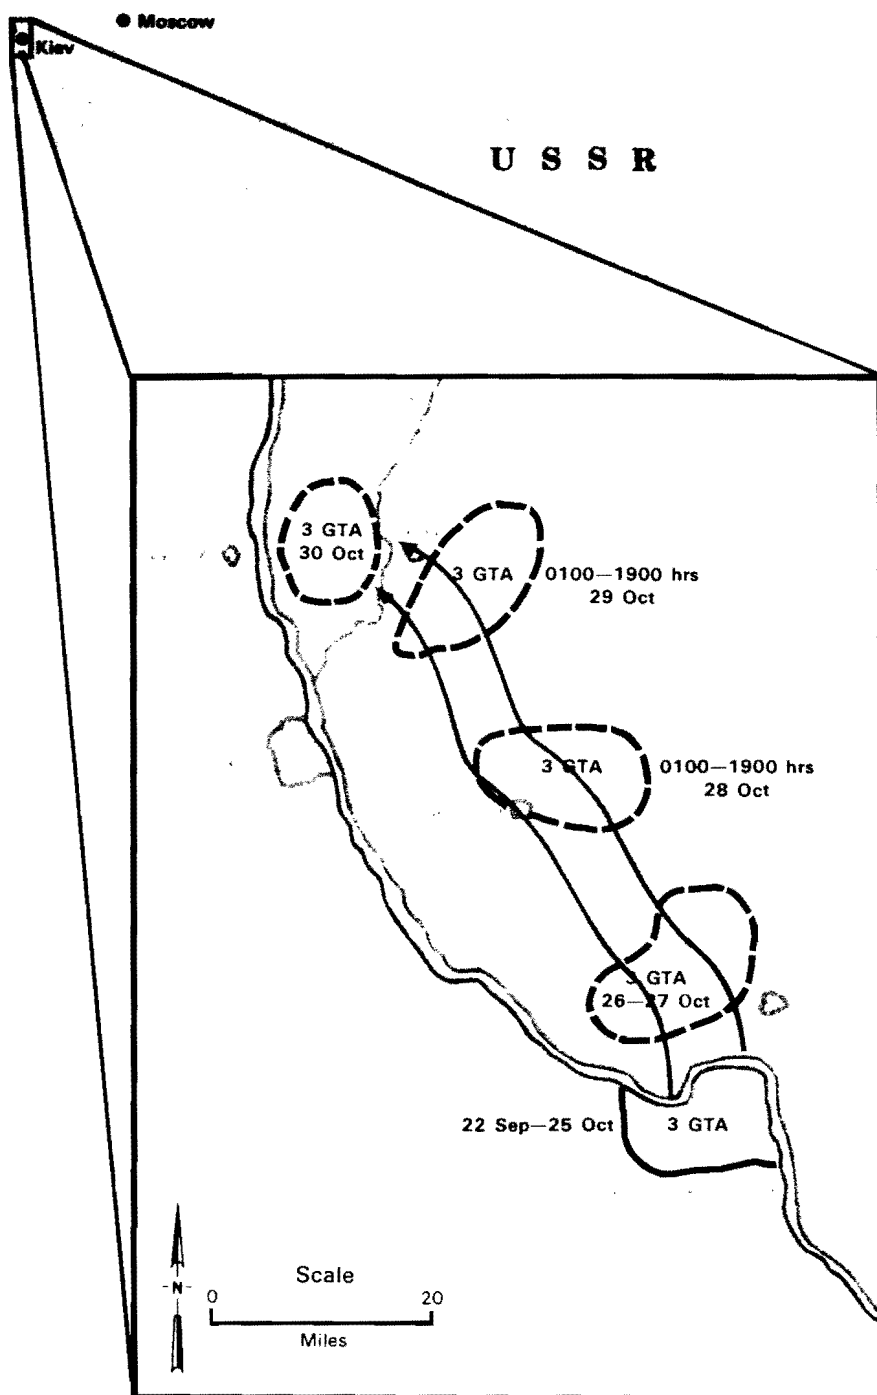 Moscow
Kiev
U S S R
3 GTA
30 Oct
3 GTA
0100—1900 hrs
29 Oct
3 GTA
0100—1900 hrs
28 Oct
3 GTA
26—27 Oct
22 Sep—25 Oct
3 GTA
N
Scale
0
20
Miles